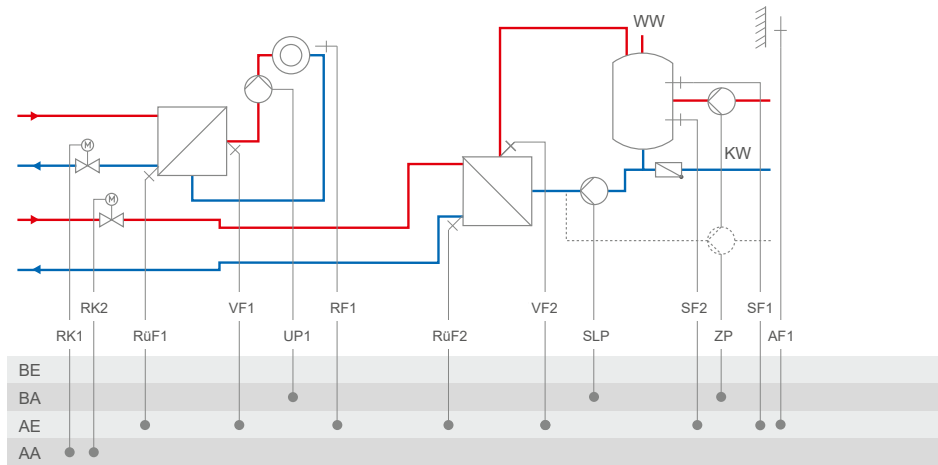 WW
M
KW
M
RK2 VF1 RF1 VF2 SF2 SF1
RK1 RüF1 UP1 RüF2 SLP ZP AF1
BE
BA
AE
AA